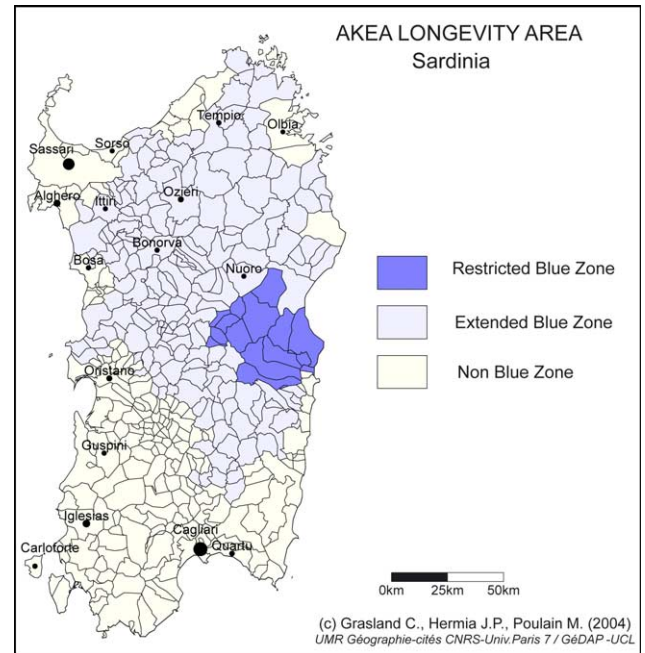 AKEA LONGEVITY AREA
Sardinia
Tempio
Olbia
Sorso
Sassari
Alghero
Ittiri
Ozieri
Bonorva
Bosa
Nuoro
Restricted Blue Zone
Extended Blue Zone
Non Blue Zone
Oristano
Guspini
Iglesias
Cagliari
Quartu
Carloforte
0km 25km 50km
(c) Grasland C., Hermia J.P., Poulain M. (2004)
UMR Géographie-cités CNRS-Univ.Paris 7 / GéDAP -UCL